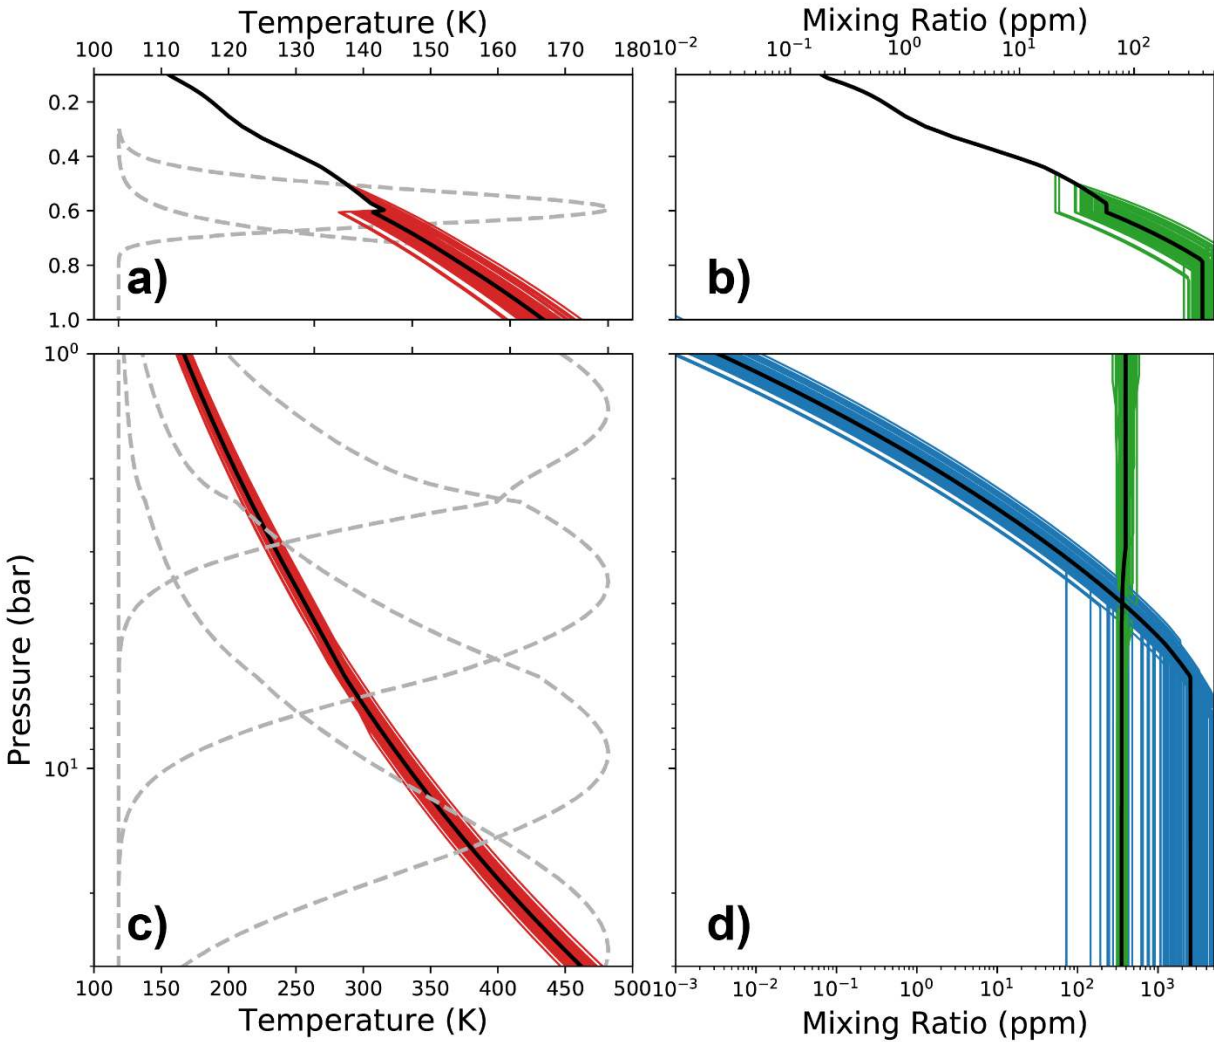 Temperature (K)
Mixing Ratio (ppm)
100 110 120 130 140 150 160 170 180
10⁻² 10⁻¹ 10⁰ 10¹ 10²
0.2
0.4
0.6
0.8
1.0
a)
b)
Pressure (bar)
10⁰
10¹
c)
d)
100 150 200 250 300 350 400 450 500
10⁻³ 10⁻² 10⁻¹ 10⁰ 10¹ 10² 10³
Temperature (K)
Mixing Ratio (ppm)